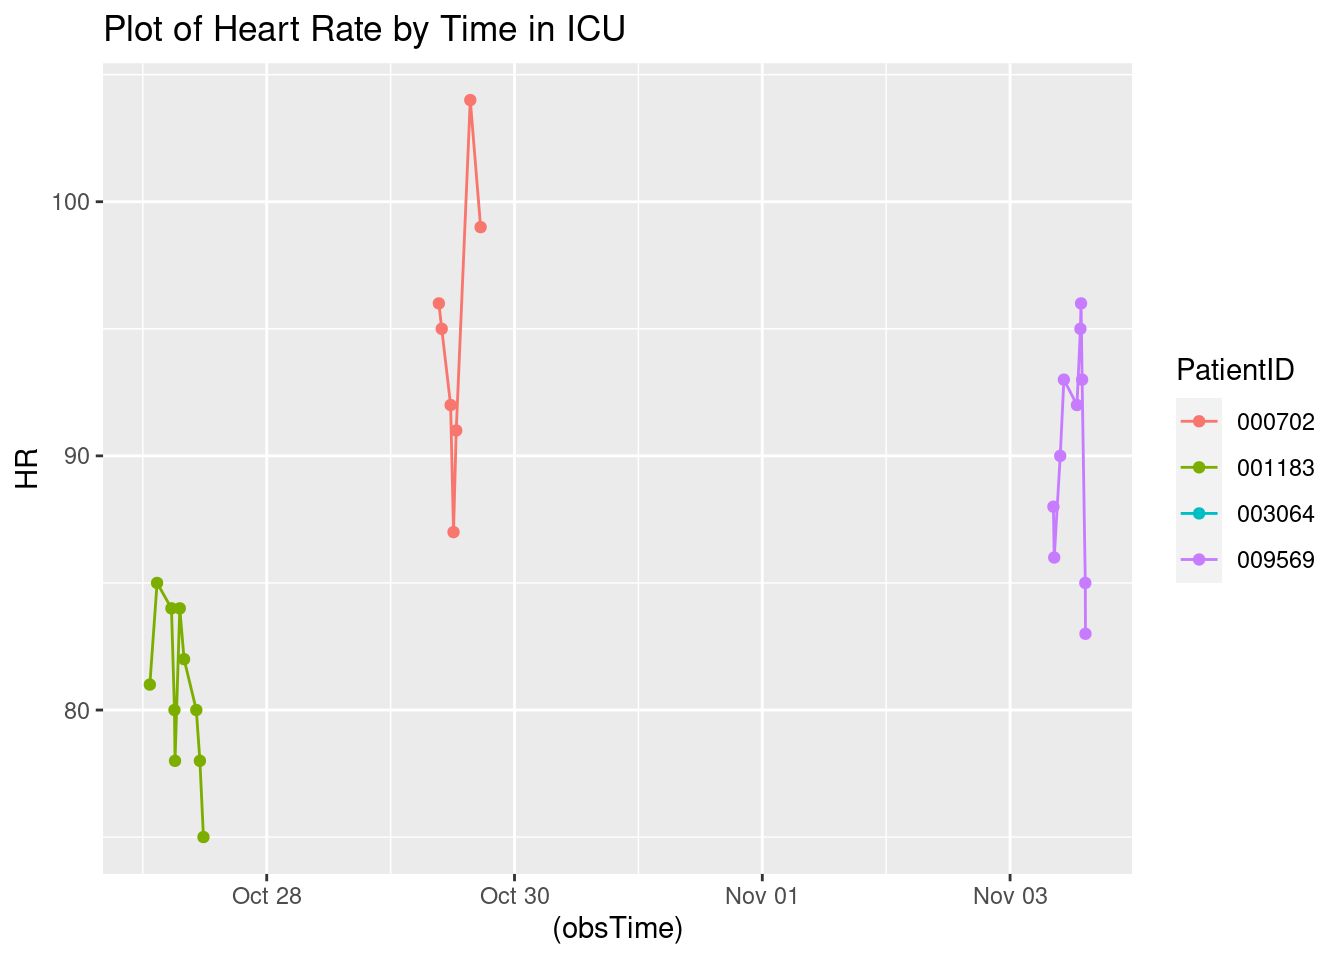 Plot of Heart Rate by Time in ICU
HR
100
90
80
Oct 28
Oct 30
Nov 01
Nov 03
(obsTime)
PatientID
000702
001183
003064
009569